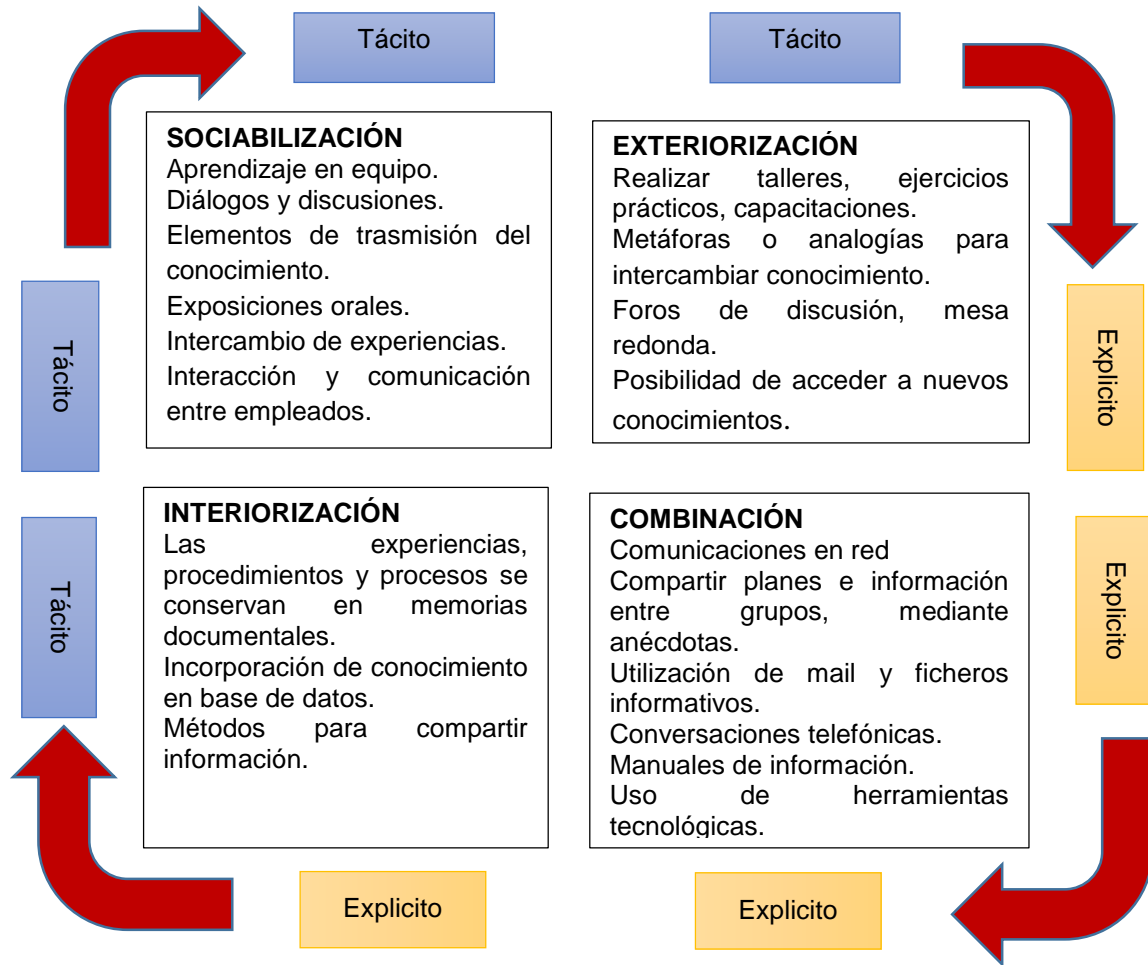 Tácito
Tácito
SOCIABILIZACIÓN
Aprendizaje en equipo.
Diálogos y discusiones.
Elementos de trasmisión del
conocimiento.
Exposiciones orales.
Intercambio de experiencias.
Interacción y comunicación
entre empleados.
EXTERIORIZACIÓN
Realizar talleres, ejercicios
prácticos, capacitaciones.
Metáforas o analogías para
intercambiar conocimiento.
Foros de discusión, mesa
redonda.
Posibilidad de acceder a nuevos
conocimientos.
Tácito
Explicito
INTERIORIZACIÓN
Las experiencias,
procedimientos y procesos se
conservan en memorias
documentales.
Incorporación de conocimiento
en base de datos.
Métodos para compartir
información.
COMBINACIÓN
Comunicaciones en red
Compartir planes e información
entre grupos, mediante
anécdotas.
Utilización de mail y ficheros
informativos.
Conversaciones telefónicas.
Manuales de información.
Uso de herramientas
tecnológicas.
Tácito
Explicito
Explicito
Explicito